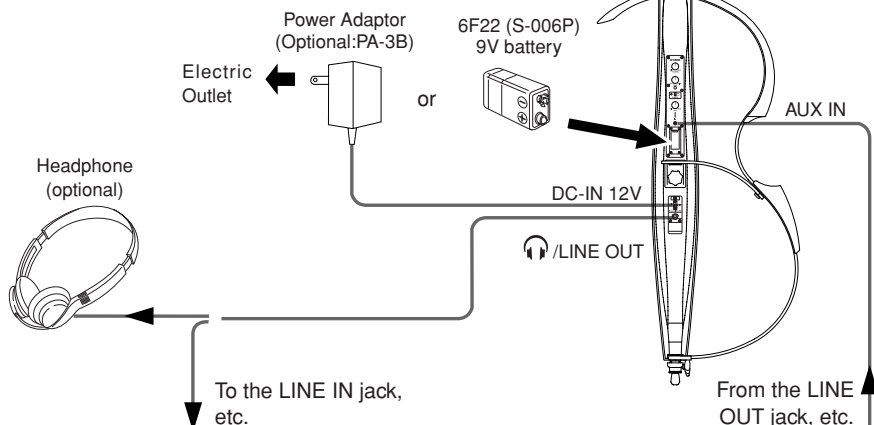 Power Adaptor
(Optional:PA-3B)
6F22 (S-006P)
9V battery
Electric
Outlet
or
AUX IN
Headphone
(optional)
DC-IN 12V
/LINE OUT
To the LINE IN jack,
etc.
From the LINE
OUT jack, etc.